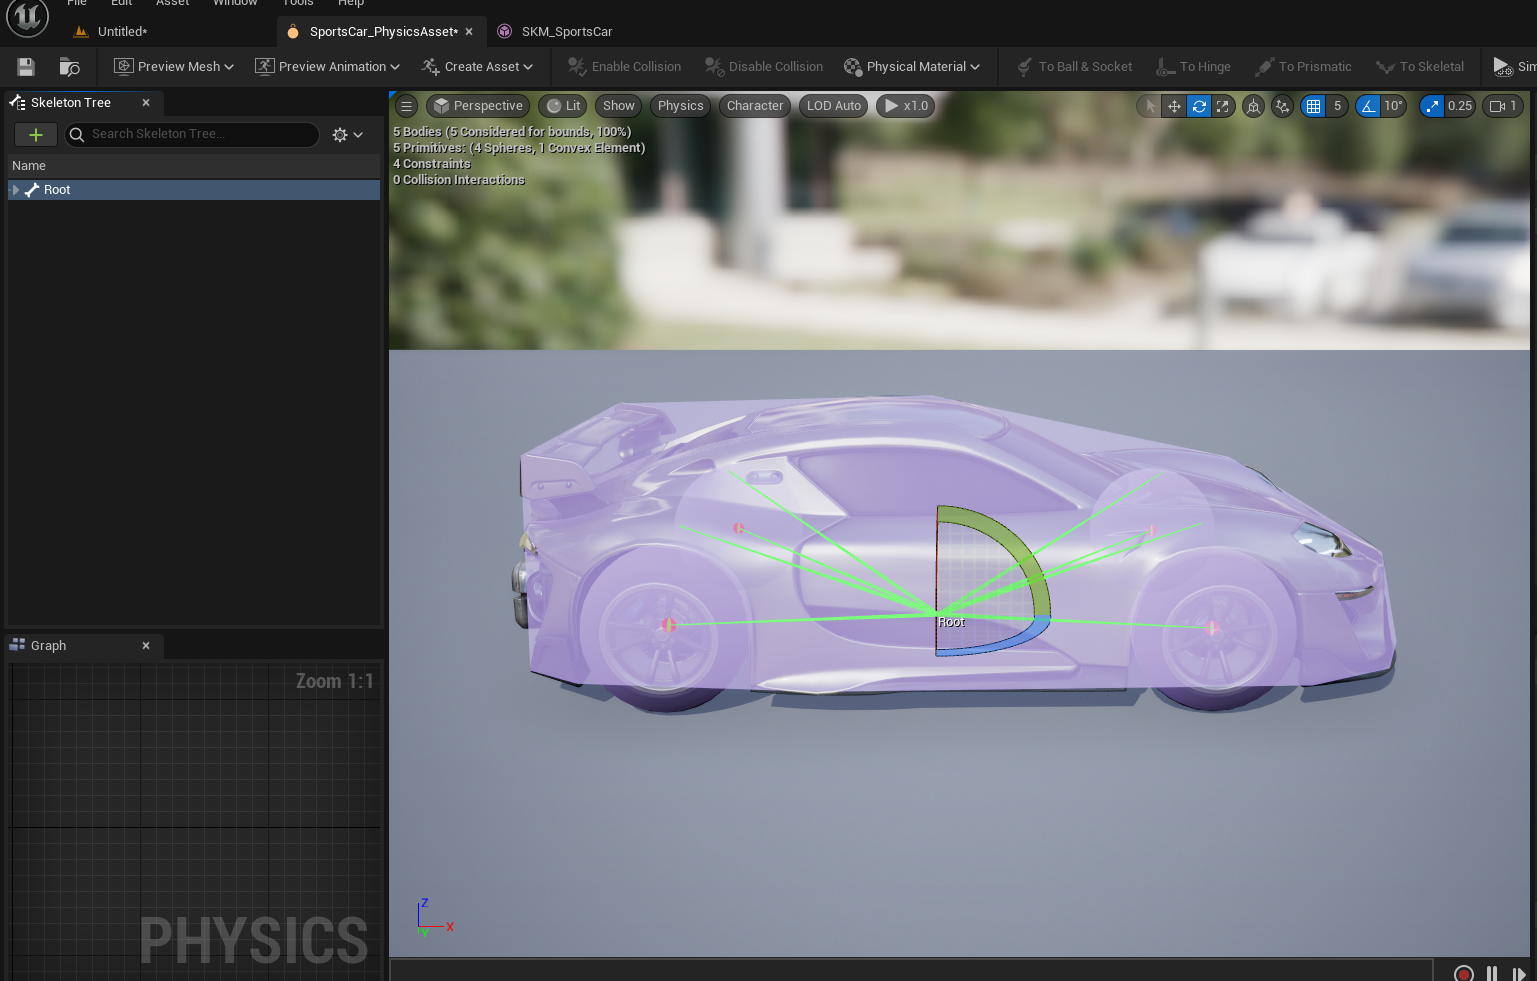 File Edit Asset Window Tools Help
Untitled*
SportsCar_PhysicsAsset*
SKM_SportsCar
Preview Mesh
Preview Animation
Create Asset
Enable Collision
Disable Collision
Physical Material
To Ball & Socket
To Hinge
To Prismatic
To Skeletal
Sim
Skeleton Tree
Search Skeleton Tree...
Name
Root
Perspective
Lit
Show
Physics
Character
LOD Auto
x1.0
5
10°
0.25
1
5 Bodies (5 Considered for bounds, 100%)
5 Primitives: (4 Spheres, 1 Convex Element)
4 Constraints
0 Collision Interactions
Root
Graph
Zoom 1:1
PHYSICS
Z
X
Y